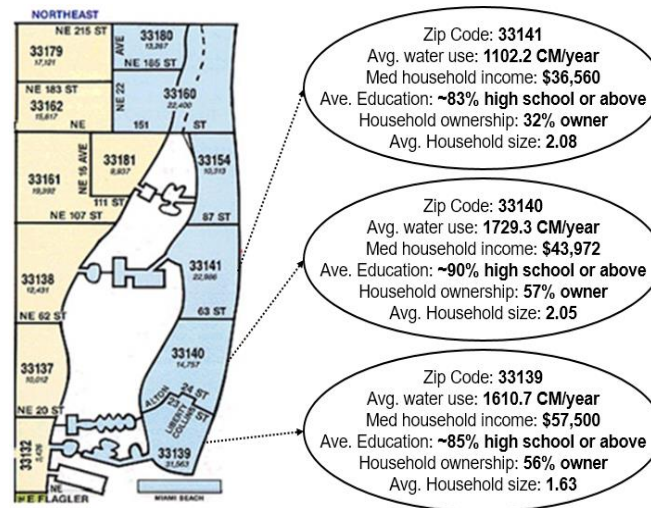 NORTHEAST
NE 215 ST
33179
17,121
AVE
33180
13,267
NE 185 ST
NE 183 ST
33162
15,617
NE 22
33160
22,400
NE
151
ST
NE 16 AVE
33181
9,937
33154
10,313
33161
19,392
111 ST
NE 107 ST
87 ST
33141
22,986
33138
12,431
NE 62 ST
63 ST
33140
14,757
33137
10,012
ALTON
24 ST
23
ST
LIBERTY
COLLINS
NE 20 ST
33132
33139
31,563
NE
NE FLAGLER
MIAMI BEACH
Zip Code: 33141
Avg. water use: 1102.2 CM/year
Med household income: $36,560
Ave. Education: ~83% high school or above
Household ownership: 32% owner
Avg. Household size: 2.08
Zip Code: 33140
Avg. water use: 1729.3 CM/year
Med household income: $43,972
Ave. Education: ~90% high school or above
Household ownership: 57% owner
Avg. Household size: 2.05
Zip Code: 33139
Avg. water use: 1610.7 CM/year
Med household income: $57,500
Ave. Education: ~85% high school or above
Household ownership: 56% owner
Avg. Household size: 1.63